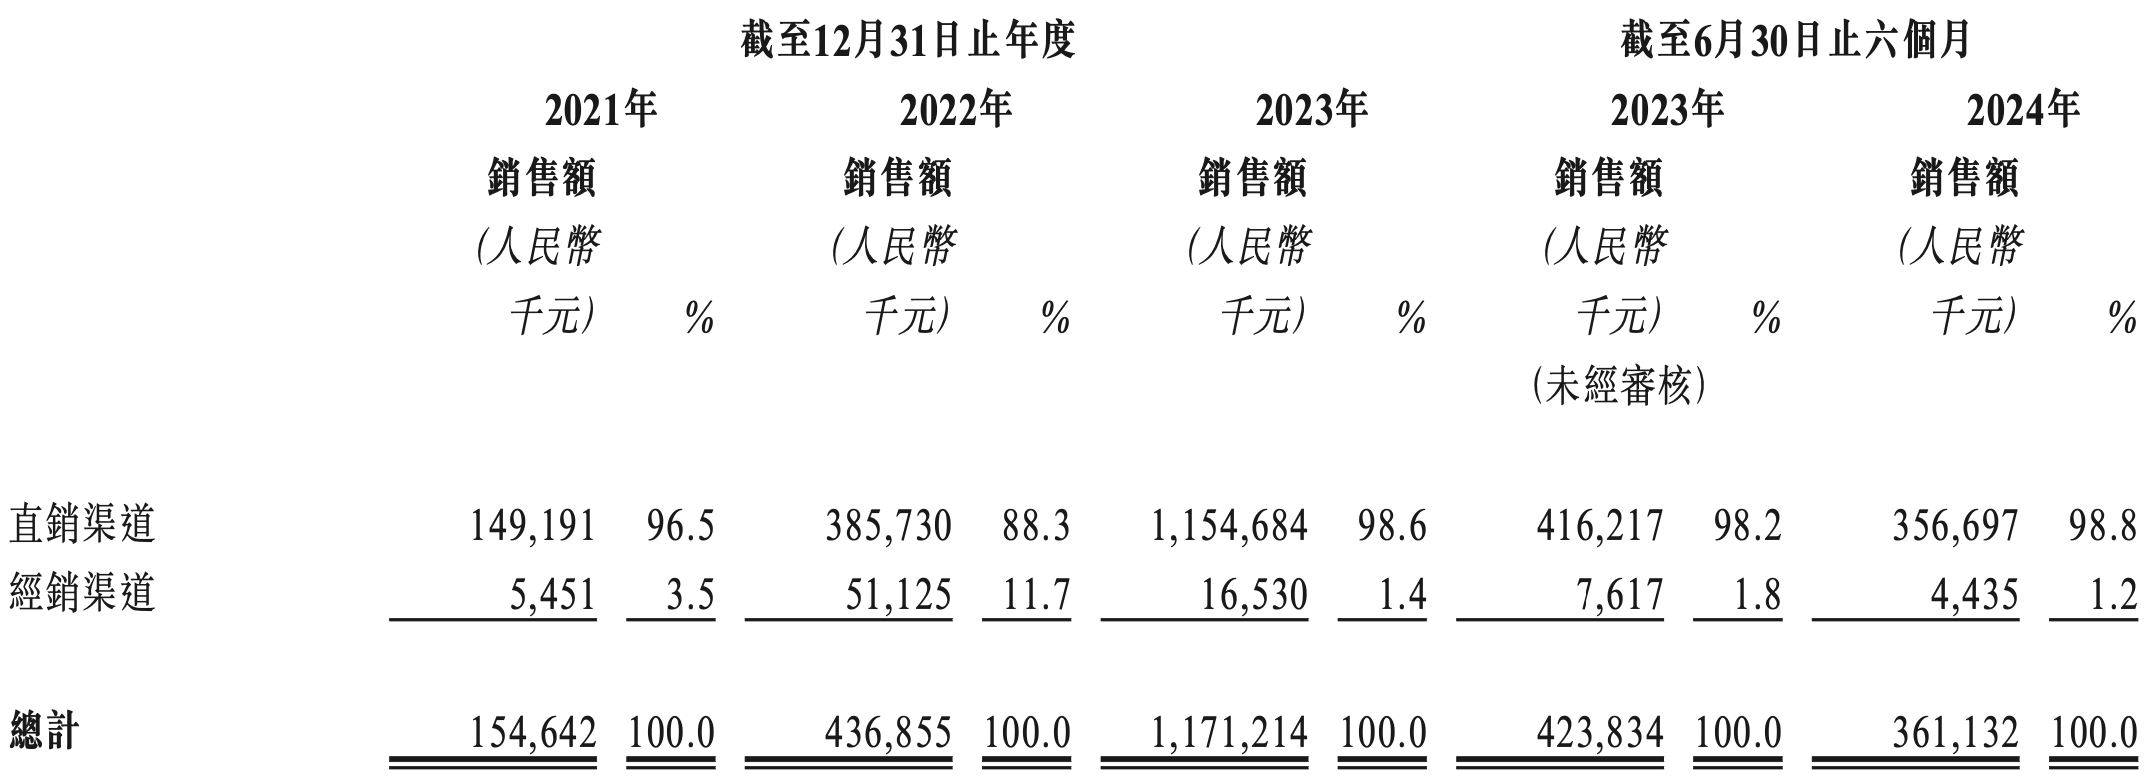 截至12月31日止年度 截至6月30日止六個月
2021年 2022年 2023年 2023年 2024年
銷售額 銷售額 銷售額 銷售額 銷售額
(人民幣 (人民幣 (人民幣 (人民幣 (人民幣
千元) % 千元) % 千元) % 千元) % 千元) %
(未經審核)
直銷渠道 149,191 96.5 385,730 88.3 1,154,684 98.6 416,217 98.2 356,697 98.8
經銷渠道 5,451 3.5 51,125 11.7 16,530 1.4 7,617 1.8 4,435 1.2
總計 154,642 100.0 436,855 100.0 1,171,214 100.0 423,834 100.0 361,132 100.0